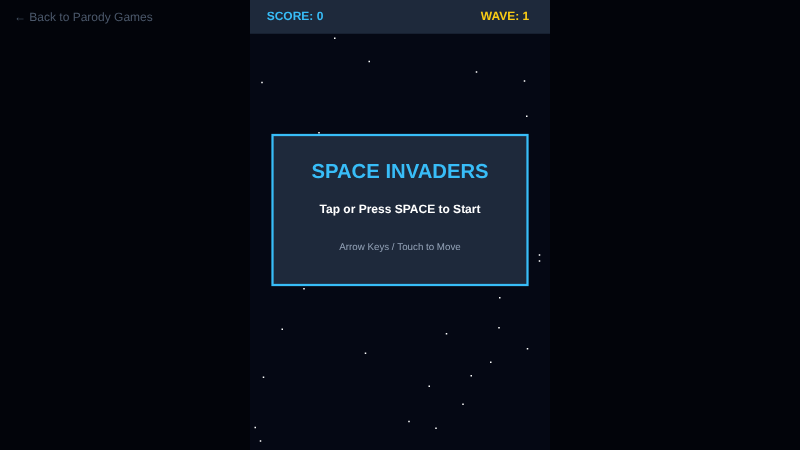 ← Back to Parody Games
SCORE: 0
WAVE: 1
SPACE INVADERS
Tap or Press SPACE to Start
Arrow Keys / Touch to Move